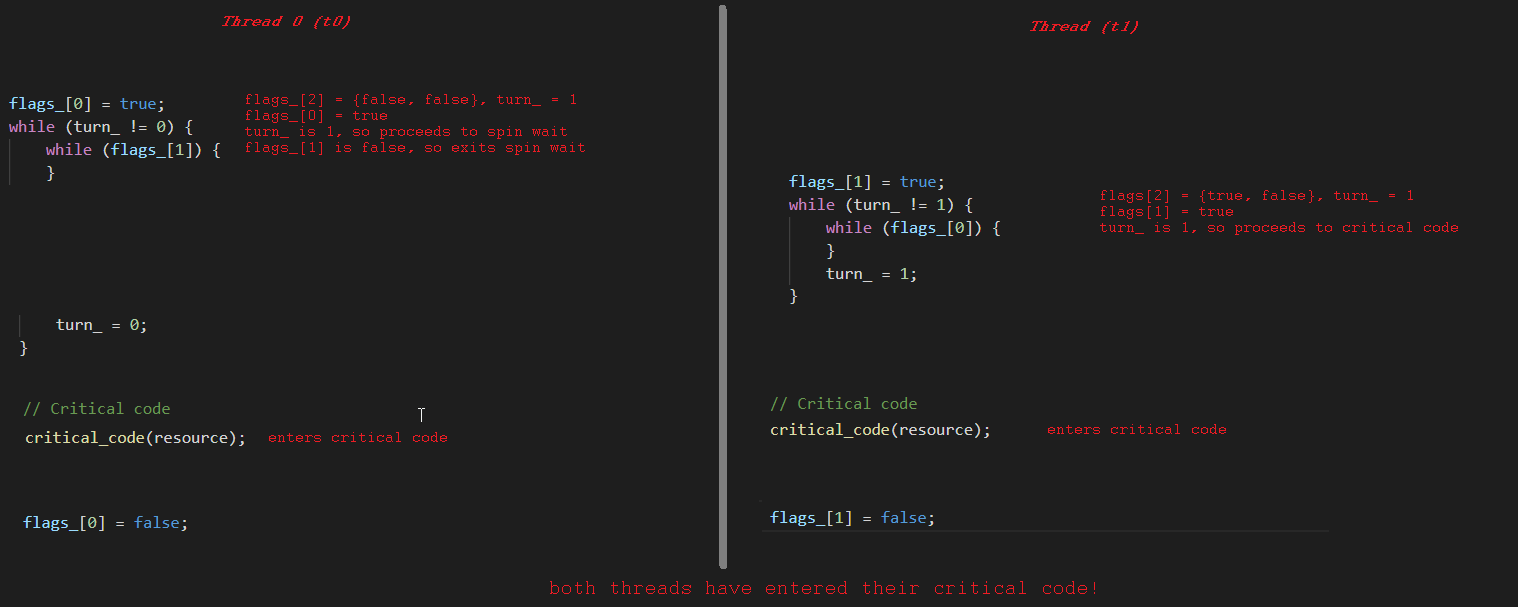 Thread 0 (t0)
flags_[0] = true;
while (turn_ != 0) {
while (flags_[1]) {
}
flags_[2] = {false, false}, turn_ = 1
flags_[0] = true
turn_ is 1, so proceeds to spin wait
flags_[1] is false, so exits spin wait
turn_ = 0;
}
// Critical code
critical_code(resource);
enters critical code
flags_[0] = false;
Thread (t1)
flags_[1] = true;
while (turn_ != 1) {
while (flags_[0]) {
}
turn_ = 1;
}
flags[2] = {true, false}, turn_ = 1
flags[1] = true
turn_ is 1, so proceeds to critical code
// Critical code
critical_code(resource);
enters critical code
flags_[1] = false;
both threads have entered their critical code!